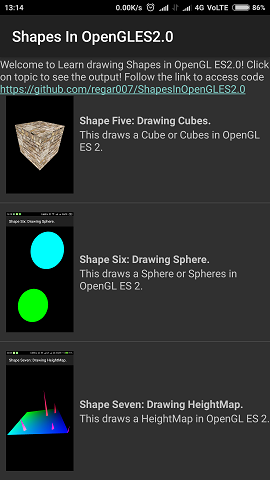 13:14
0.00K/s
4G VoLTE
86%
Shapes In OpenGLES2.0
Welcome to Learn drawing Shapes in OpenGL ES2.0! Click
on topic to see the output! Follow the link to access code
https://github.com/regar007/ShapesInOpenGLES2.0
Shape Five: Drawing Cubes.
This draws a Cube or Cubes in OpenGL
ES 2.
Shape Six: Drawing Sphere.
Shape Six: Drawing Sphere.
This draws a Sphere or Spheres in
OpenGL ES 2.
Shape Seven: Drawing HeightMap.
Shape Seven: Drawing HeightMap.
This draws a HeightMap in OpenGL ES 2.